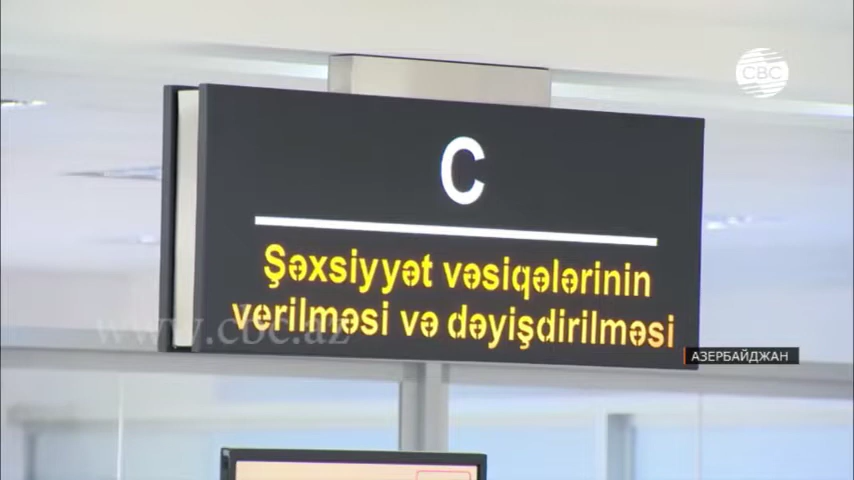 CBC
C
Şəxsiyyət vəsiqələrinin
verilməsi və dəyişdirilməsi
www.cbc.az
АЗЕРБАЙДЖАН